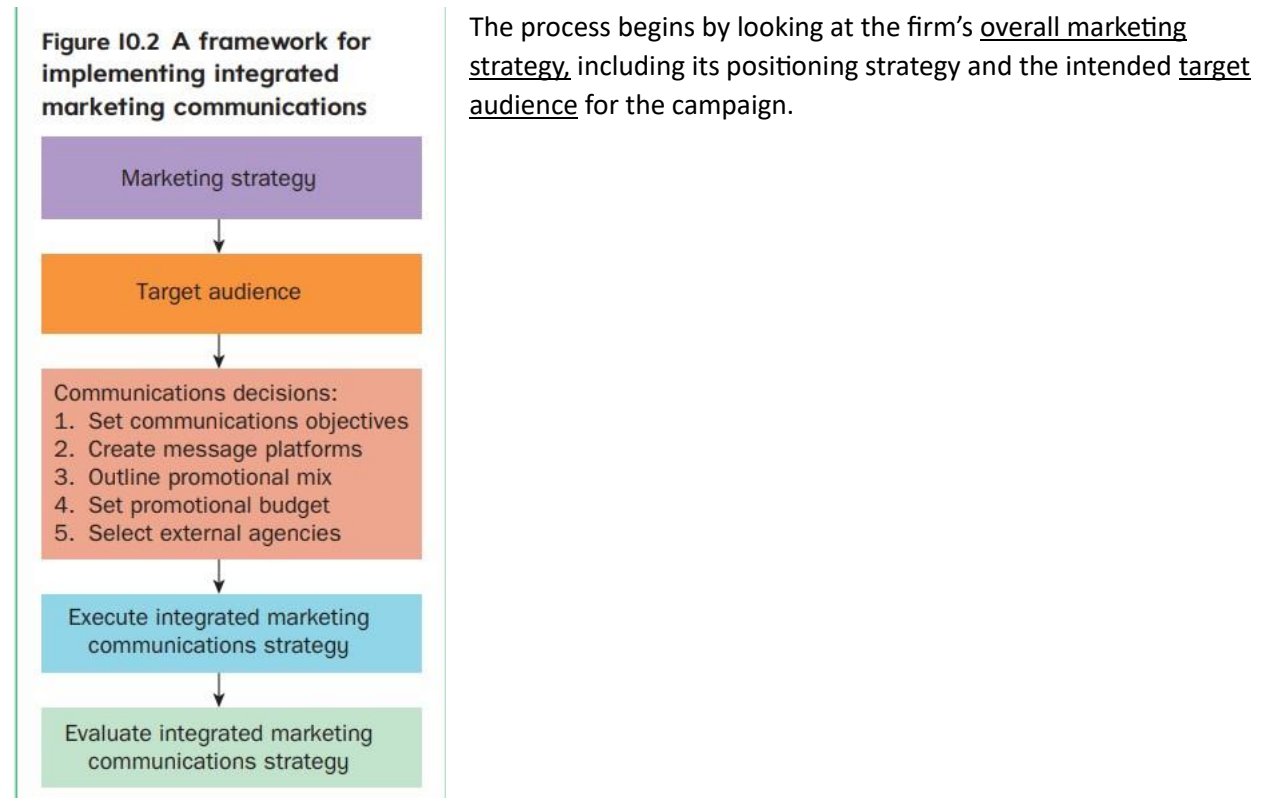 Figure 10.2 A framework for
implementing integrated
marketing communications
Marketing strategy
Target audience
Communications decisions:
1. Set communications objectives
2. Create message platforms
3. Outline promotional mix
4. Set promotional budget
5. Select external agencies
Execute integrated marketing
communications strategy
Evaluate integrated marketing
communications strategy
The process begins by looking at the firm’s overall marketing
strategy, including its positioning strategy and the intended target
audience for the campaign.